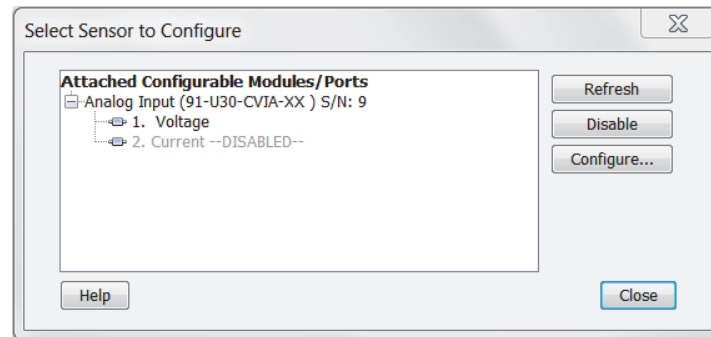 Select Sensor to Configure
Attached Configurable Modules/Ports
Analog Input (91-U30-CVIA-XX ) S/N: 9
1. Voltage
2. Current --DISABLED--
Refresh
Disable
Configure...
Help
Close